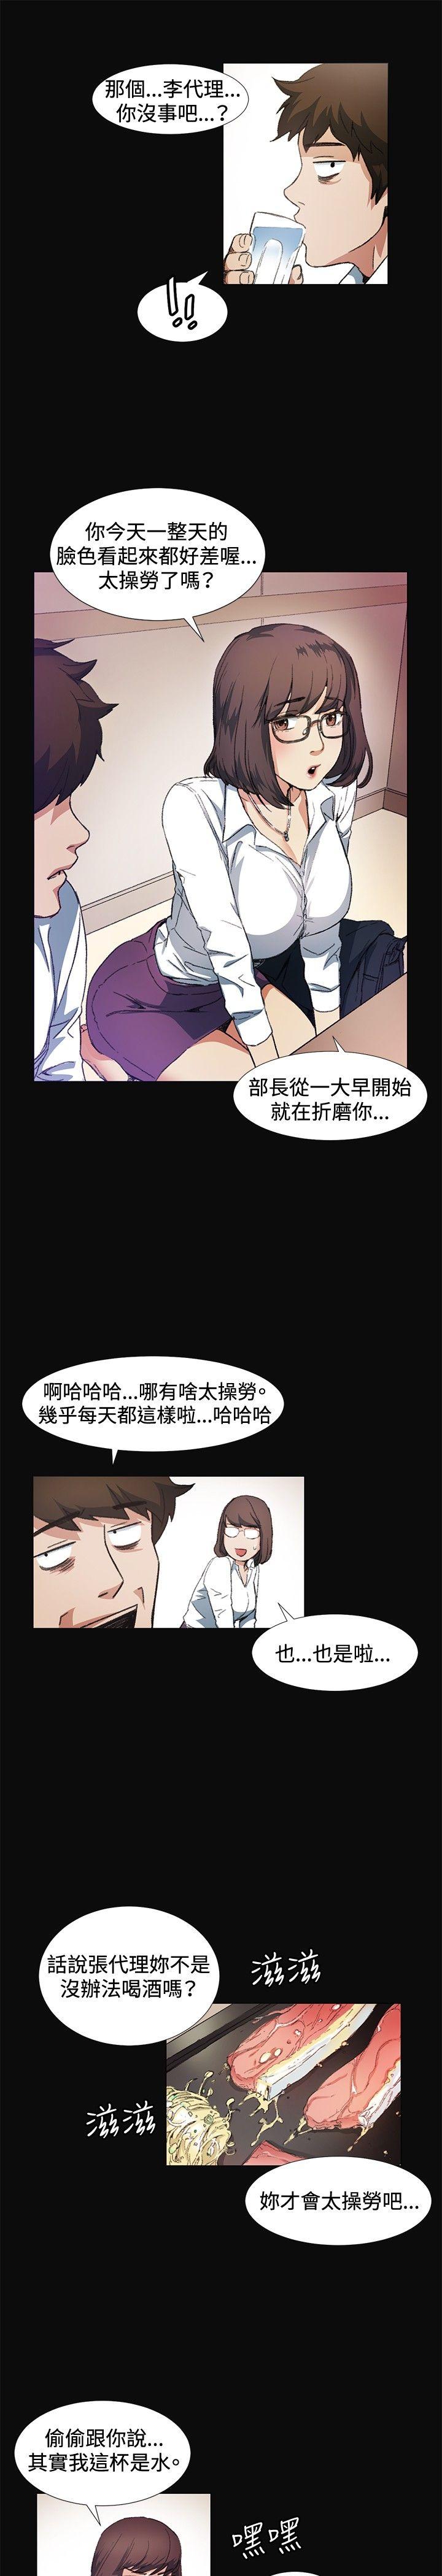 那個...李代理...
你沒事吧...?
!!
你今天一整天的
臉色看起來都好差喔...
太操勞了嗎?
部長從一大早開始
就在折磨你...
啊哈哈哈...哪有啥太操勞。
幾乎每天都這樣啦...哈哈哈
也...也是啦...
話說張代理妳不是
沒辦法喝酒嗎?
滋滋
滋滋
妳才會太操勞吧...
偷偷跟你說...
其實我這杯是水。
嘿嘿